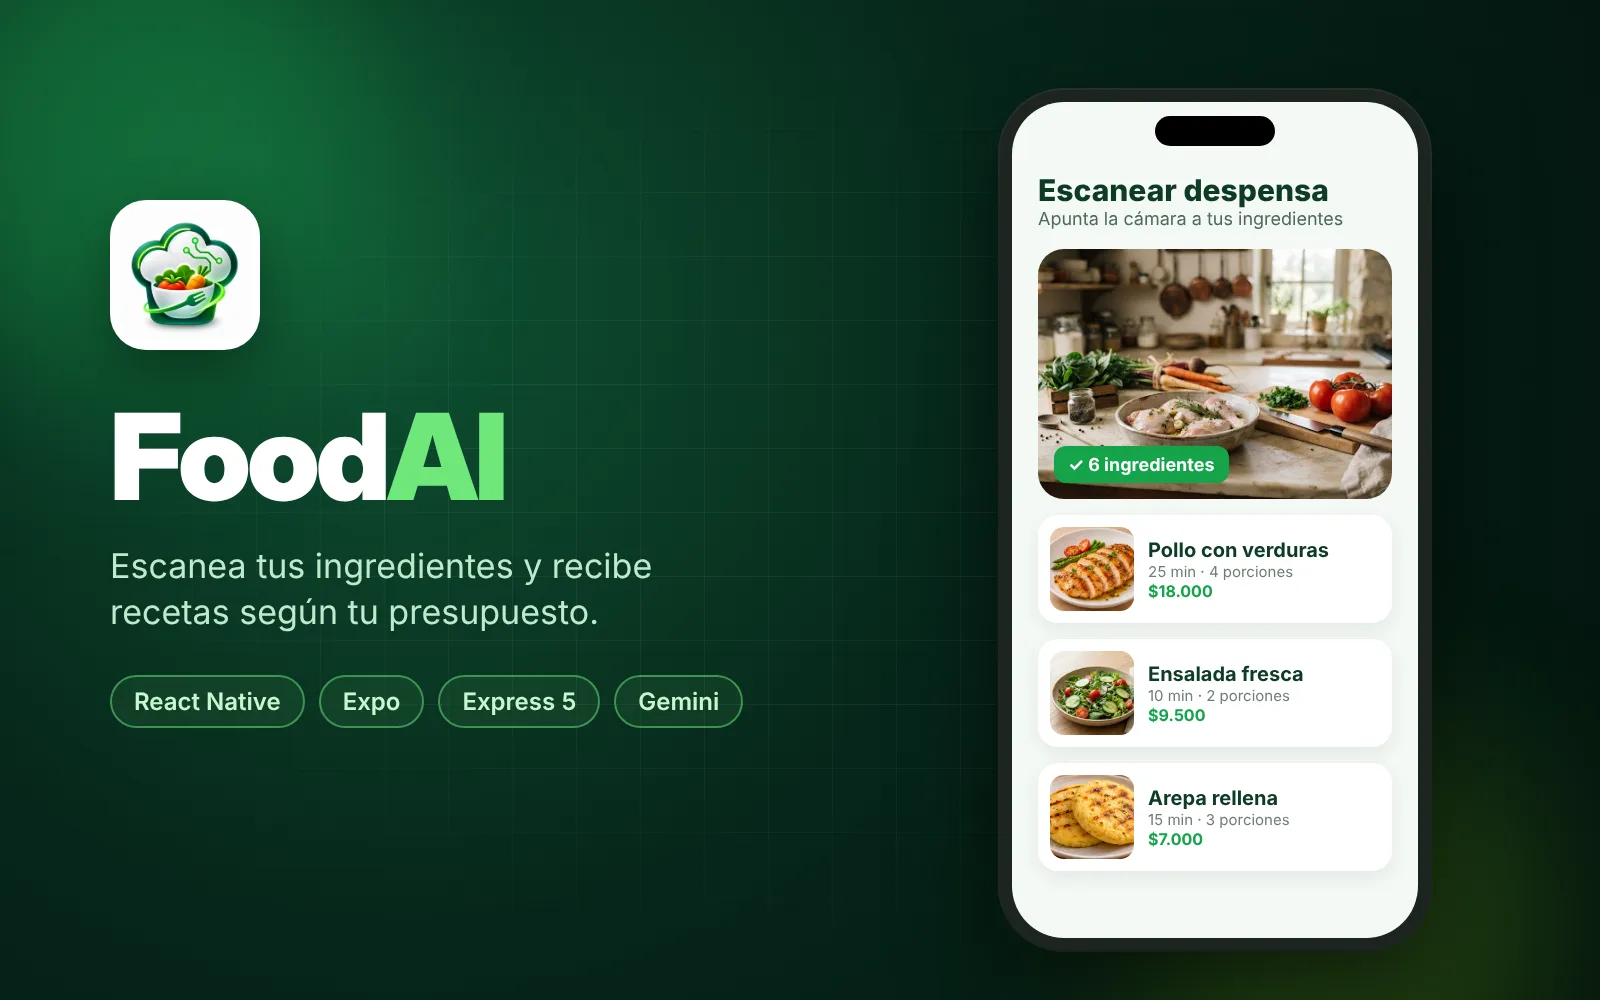 FoodAI
Escanea tus ingredientes y recibe
recetas según tu presupuesto.
React Native
Expo
Express 5
Gemini
Escanear despensa
Apunta la cámara a tus ingredientes
✓ 6 ingredientes
Pollo con verduras
25 min · 4 porciones
$18.000
Ensalada fresca
10 min · 2 porciones
$9.500
Arepa rellena
15 min · 3 porciones
$7.000